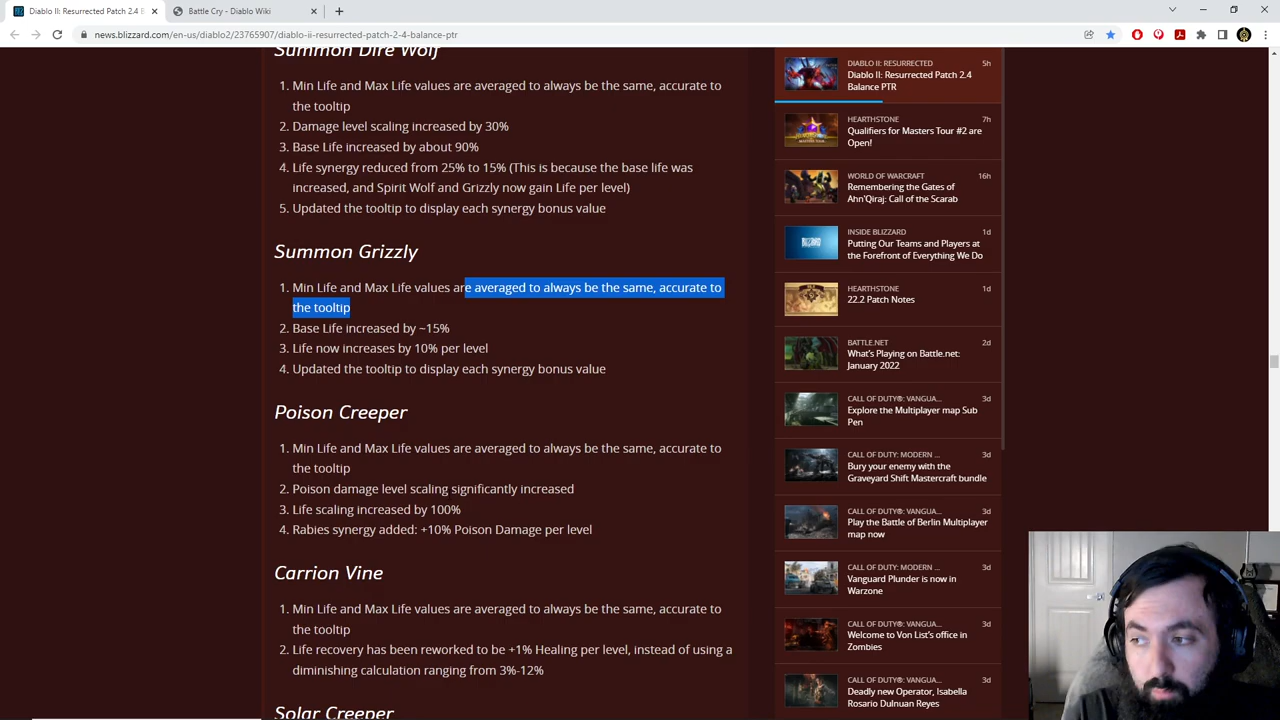 Diablo II: Resurrected Patch 2.4 B
Battle Cry - Diablo Wiki
news.blizzard.com/en-us/diablo2/23765907/diablo-ii-resurrected-patch-2-4-balance-ptr
Summon Dire Wolf
1. Min Life and Max Life values are averaged to always be the same, accurate to
the tooltip
2. Damage level scaling increased by 30%
3. Base Life increased by about 90%
4. Life synergy reduced from 25% to 15% (This is because the base life was
increased, and Spirit Wolf and Grizzly now gain Life per level)
5. Updated the tooltip to display each synergy bonus value
Summon Grizzly
1. Min Life and Max Life values are averaged to always be the same, accurate to
the tooltip
2. Base Life increased by ~15%
3. Life now increases by 10% per level
4. Updated the tooltip to display each synergy bonus value
Poison Creeper
1. Min Life and Max Life values are averaged to always be the same, accurate to
the tooltip
2. Poison damage level scaling significantly increased
3. Life scaling increased by 100%
4. Rabies synergy added: +10% Poison Damage per level
Carrion Vine
1. Min Life and Max Life values are averaged to always be the same, accurate to
the tooltip
2. Life recovery has been reworked to be +1% Healing per level, instead of using a
diminishing calculation ranging from 3%-12%
Solar Creeper
DIABLO II: RESURRECTED 5h
Diablo II: Resurrected Patch 2.4
Balance PTR
HEARTHSTONE 7h
Qualifiers for Masters Tour #2 are
Open!
WORLD OF WARCRAFT 16h
Remembering the Gates of
Ahn'Qiraj: Call of the Scarab
INSIDE BLIZZARD 1d
Putting Our Teams and Players at
the Forefront of Everything We Do
HEARTHSTONE 1d
22.2 Patch Notes
BATTLE.NET 2d
What's Playing on Battle.net:
January 2022
CALL OF DUTY®: VANGUA... 3d
Explore the Multiplayer map Sub
Pen
CALL OF DUTY: MODERN ... 3d
Bury your enemy with the
Graveyard Shift Mastercraft bundle
CALL OF DUTY®: VANGUA... 3d
Play the Battle of Berlin Multiplayer
map now
CALL OF DUTY: MODERN ... 3d
Vanguard Plunder is now in
Warzone
CALL OF DUTY®: VANGUA... 3d
Welcome to Von List's office in
Zombies
CALL OF DUTY®: VANGUA... 3d
Deadly new Operator, Isabella
Rosario Dulnuan Reyes